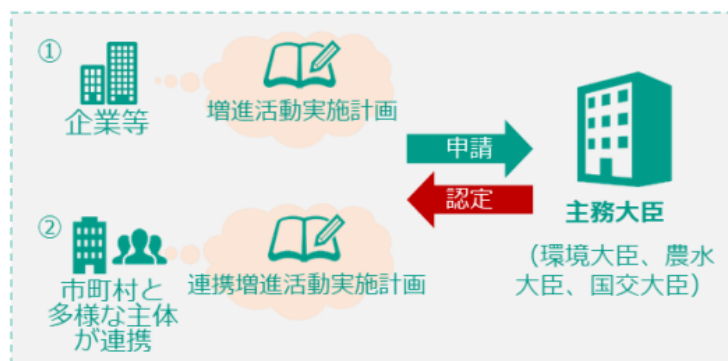 ①
企業等
増進活動実施計画
②
市町村と
多様な主体
が連携
連携増進活動実施計画
申請
認定
主務大臣
（環境大臣、農水
大臣、国交大臣）